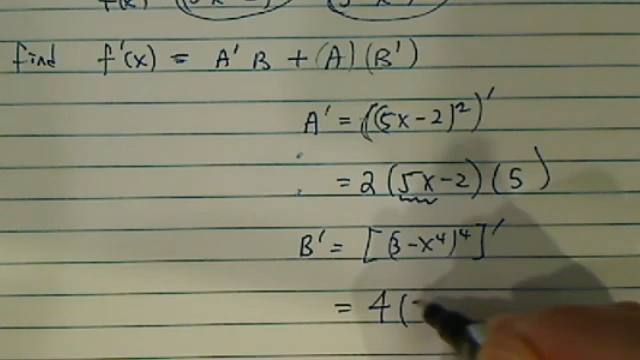 find f'(x) = A' B + (A) (B')
A' = ((5x-2)²)'
= 2 (5x-2) (5)
B' = [(3-x⁴)⁴]'
= 4 (